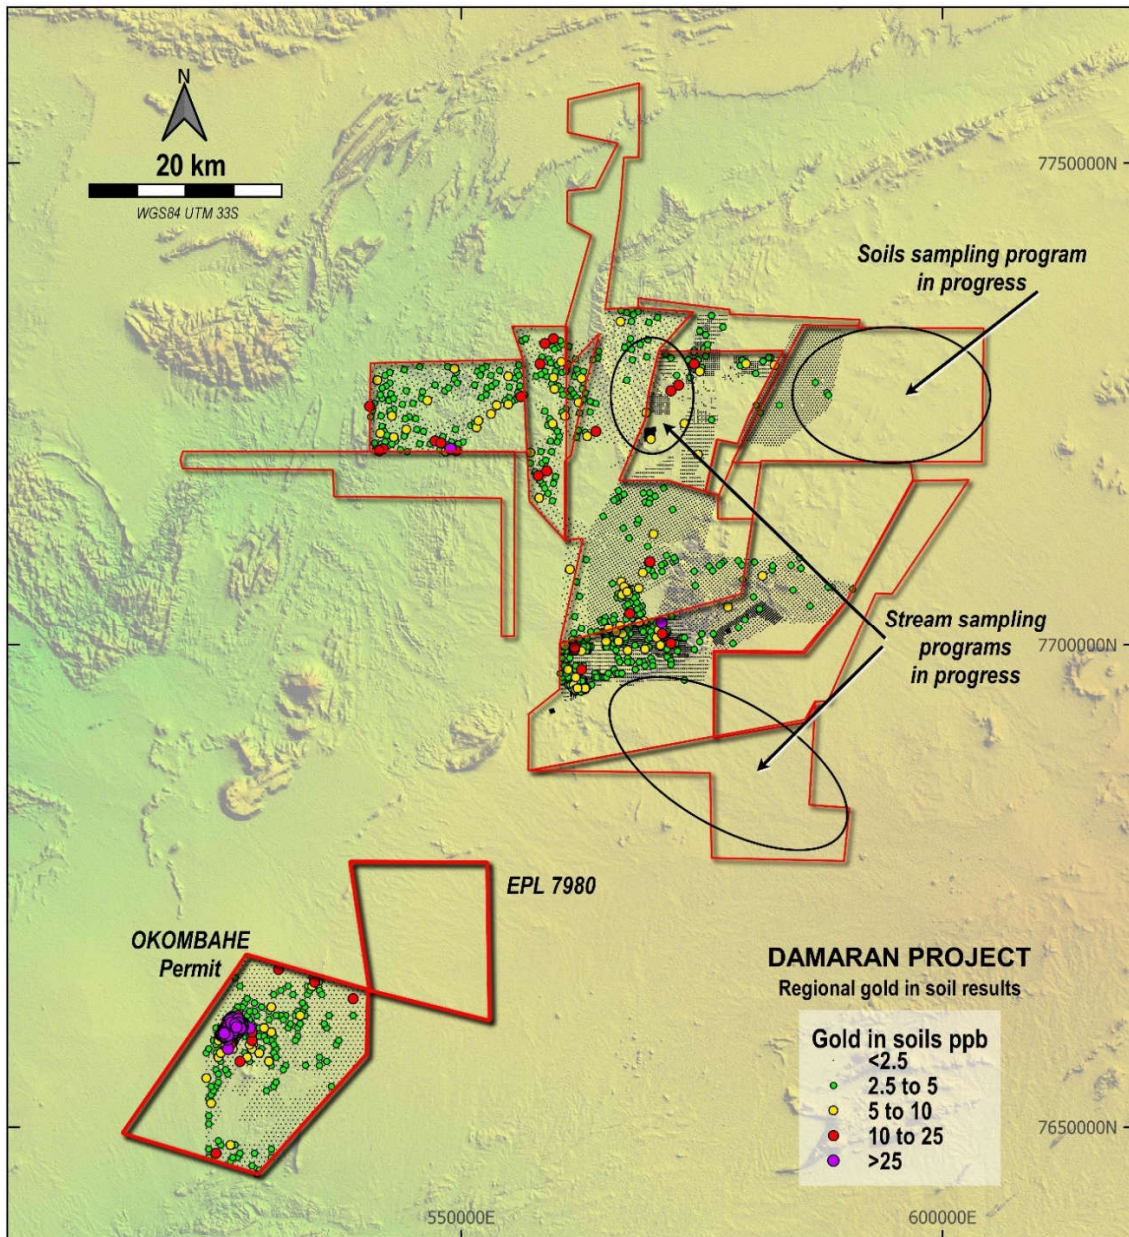 N
20 km
WGS84 UTM 33S
7750000N
Soils sampling program
in progress
Stream sampling
programs
in progress
7700000N
EPL 7980
OKOMBAHE
Permit
DAMARAN PROJECT
Regional gold in soil results
Gold in soils ppb
<2.5
2.5 to 5
5 to 10
10 to 25
>25
7650000N
550000E
600000E